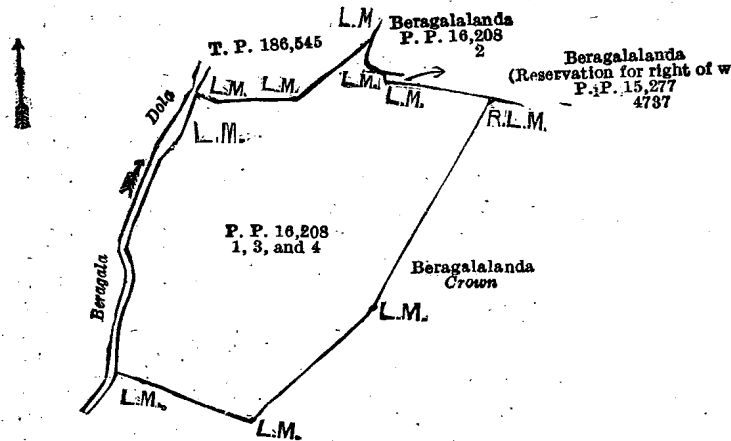 L.M
Beragalalanda
P. P. 16,208
2
T. P. 186,545
Beragalalanda
(Reservation for right of w
P.P. 15,277
4737
L.M.
L.M.
L.M.
L.M.
R.L.M.
Dola
L.M.
P. P. 16,208
1, 3, and 4
Beragalalanda
Crown
Beragala
L.M.
L.M.
L.M.